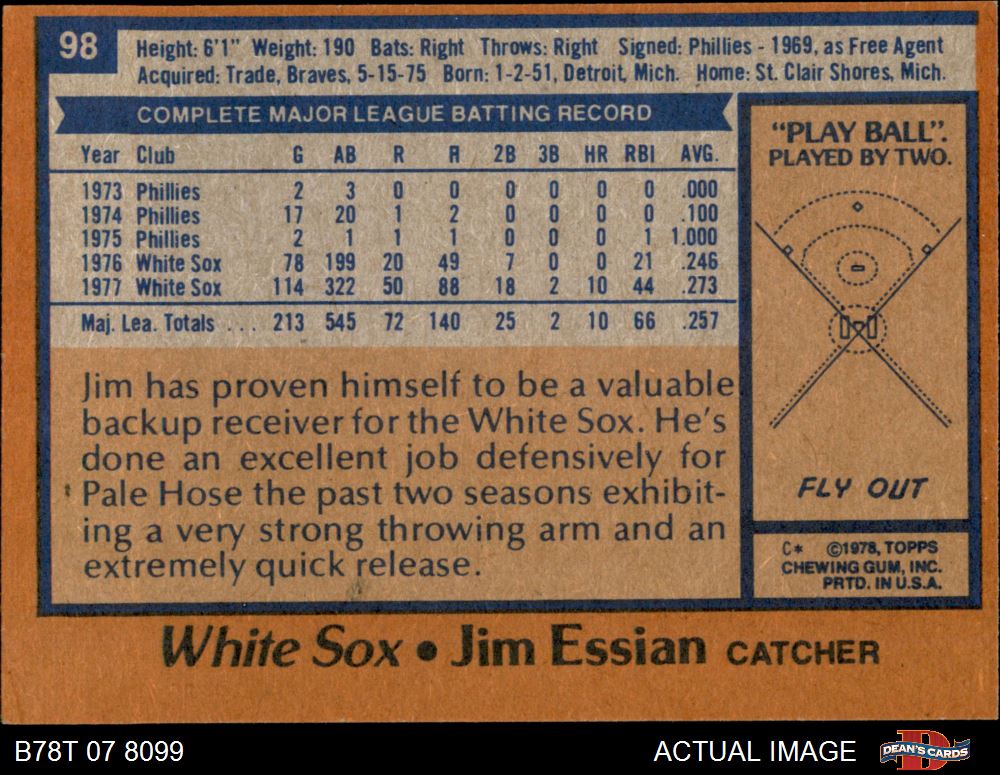 98
Height: 6'1" Weight: 190 Bats: Right Throws: Right Signed: Phillies - 1969, as Free Agent
Acquired: Trade, Braves, 5-15-75 Born: 1-2-51, Detroit, Mich. Home: St. Clair Shores, Mich.
COMPLETE MAJOR LEAGUE BATTING RECORD
Year Club G AB R H 2B 3B HR RBI AVG.
1973 Phillies 2 3 0 0 0 0 0 0 .000
1974 Phillies 17 20 1 2 0 0 0 0 .100
1975 Phillies 2 1 1 1 0 0 0 1 1.000
1976 White Sox 78 199 20 49 7 0 0 21 .246
1977 White Sox 114 322 50 88 18 2 10 44 .273
Maj. Lea. Totals . . . 213 545 72 140 25 2 10 66 .257
Jim has proven himself to be a valuable
backup receiver for the White Sox. He's
done an excellent job defensively for
Pale Hose the past two seasons exhibit-
ing a very strong throwing arm and an
extremely quick release.
"PLAY BALL".
PLAYED BY TWO.
FLY OUT
C* ©1978, TOPPS
CHEWING GUM, INC.
PRTD. IN U.S.A.
White Sox • Jim Essian CATCHER
B78T 07 8099
ACTUAL IMAGE
D
DEAN'S CARDS